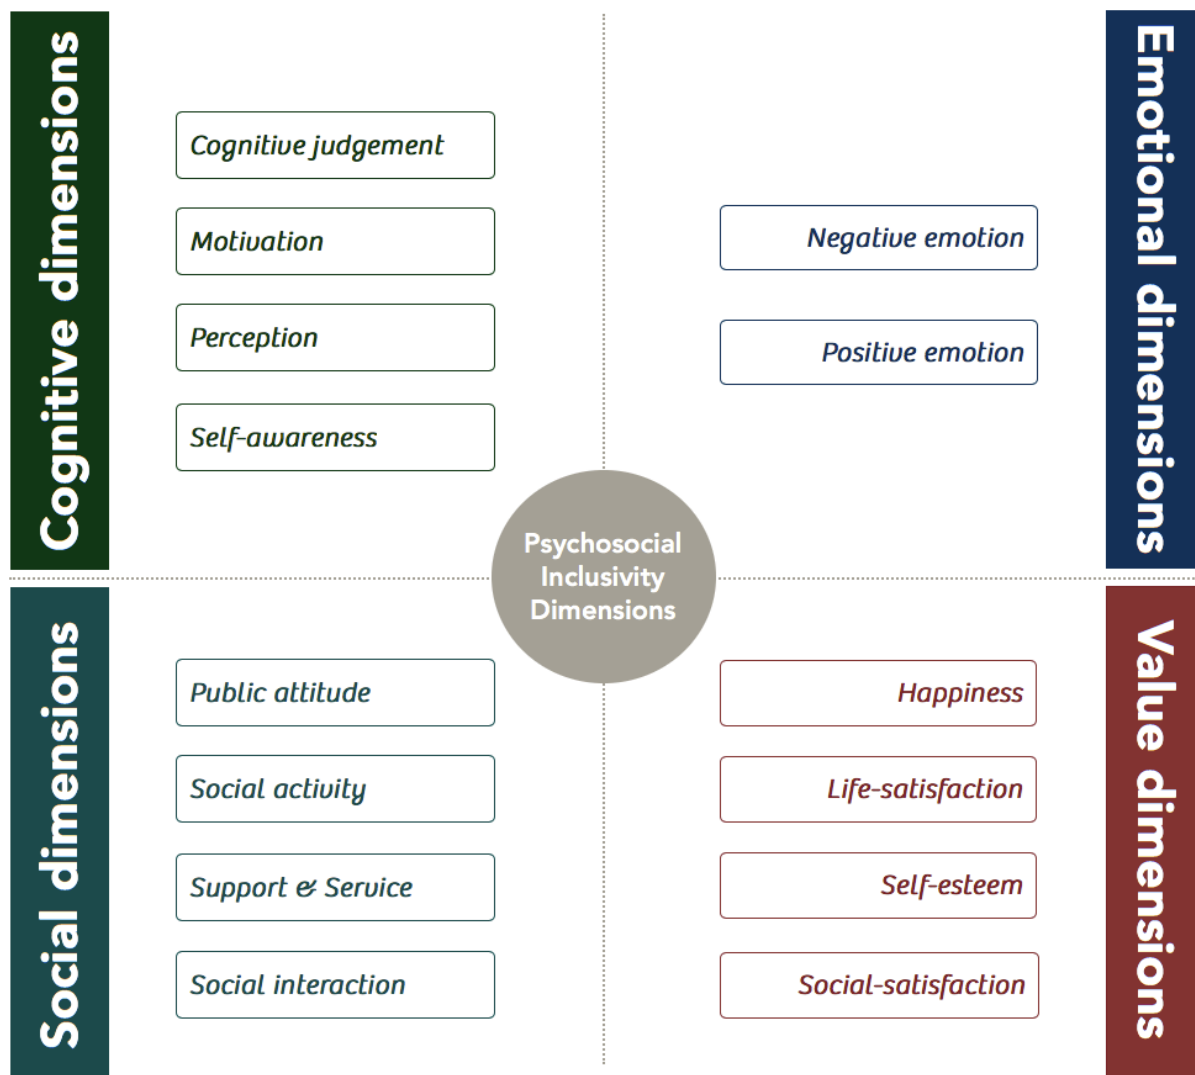 Cognitive dimensions
Cognitive judgement
Motivation
Perception
Self-awareness
Emotional dimensions
Negative emotion
Positive emotion
Psychosocial
Inclusivity
Dimensions
Social dimensions
Public attitude
Social activity
Support & Service
Social interaction
Value dimensions
Happiness
Life-satisfaction
Self-esteem
Social-satisfaction